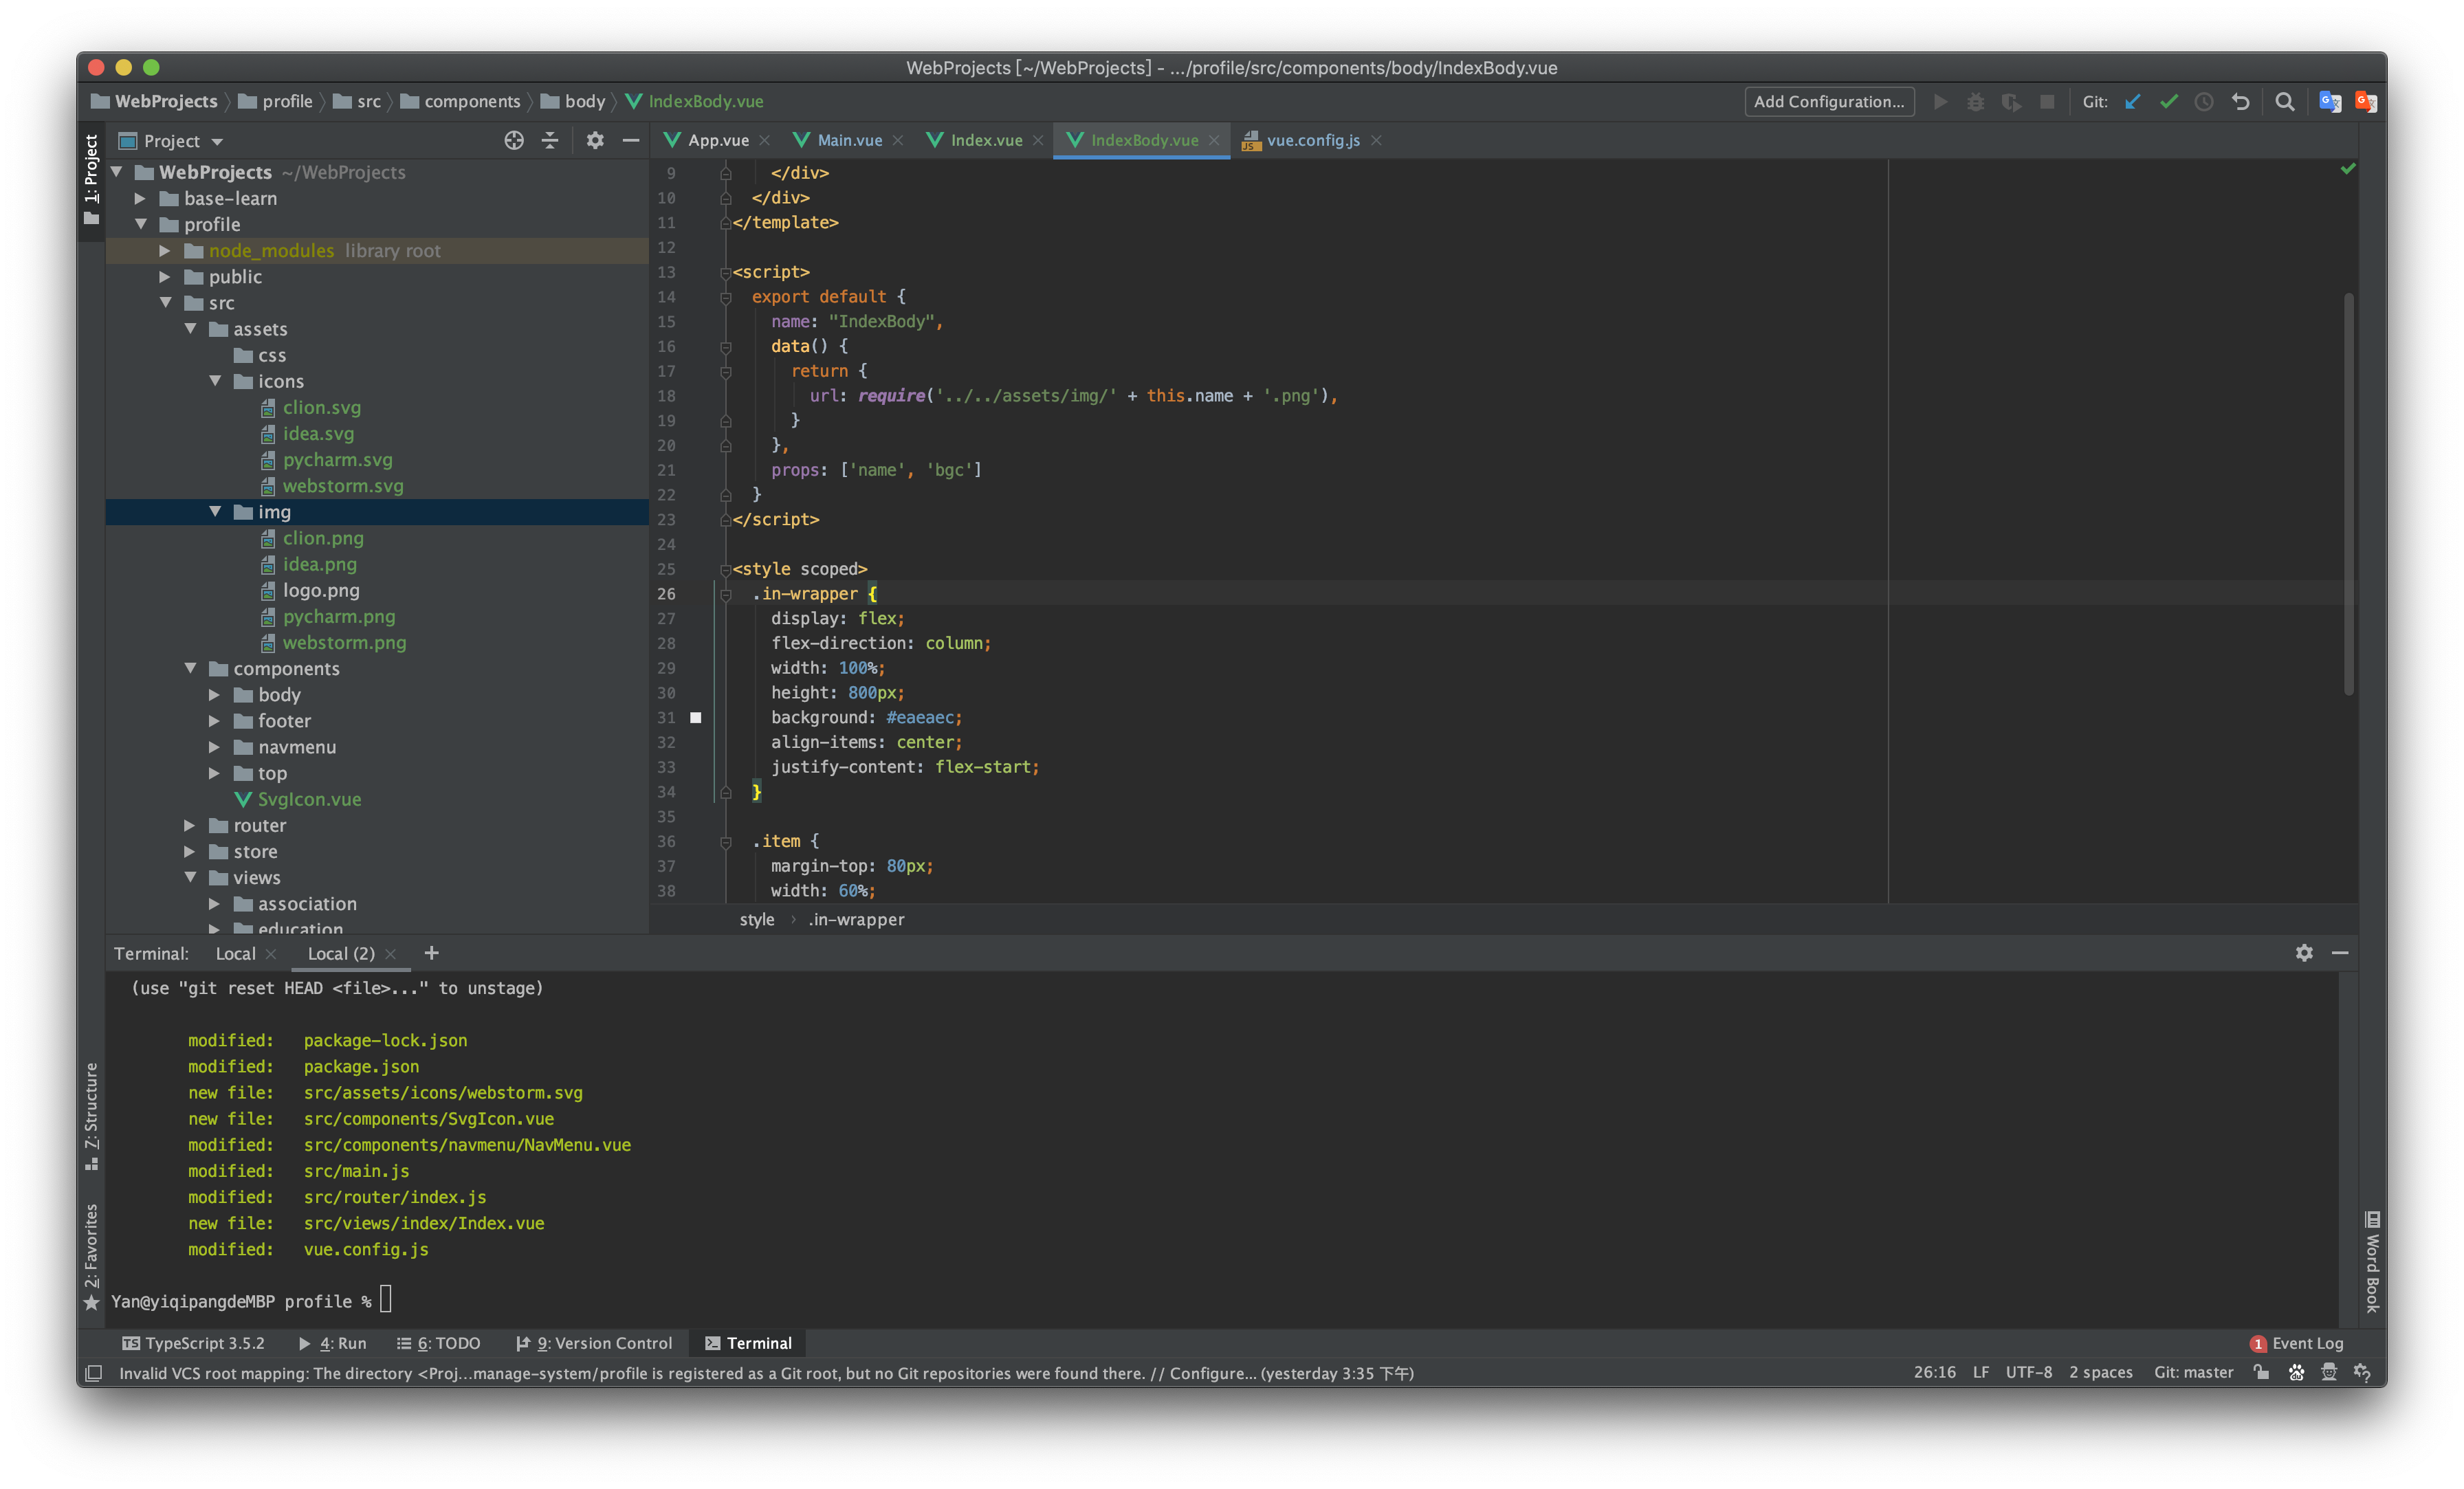 WebProjects [~/WebProjects] - .../profile/src/components/body/IndexBody.vue
WebProjects profile src components body IndexBody.vue
Add Configuration...
Git:
1: Project
Project
App.vue
Main.vue
Index.vue
IndexBody.vue
vue.config.js
WebProjects ~/WebProjects
base-learn
profile
node_modules library root
public
src
assets
css
icons
clion.svg
idea.svg
pycharm.svg
webstorm.svg
img
clion.png
idea.png
logo.png
pycharm.png
webstorm.png
components
body
footer
navmenu
top
SvgIcon.vue
router
store
views
association
education
9 </div>
10 </div>
11 </template>
12
13 <script>
14 export default {
15 name: "IndexBody",
16 data() {
17 return {
18 url: require('../../assets/img/' + this.name + '.png'),
19 }
20 },
21 props: ['name', 'bgc']
22 }
23 </script>
24
25 <style scoped>
26 .in-wrapper {
27 display: flex;
28 flex-direction: column;
29 width: 100%;
30 height: 800px;
31 background: #eaeaec;
32 align-items: center;
33 justify-content: flex-start;
34 }
35
36 .item {
37 margin-top: 80px;
38 width: 60%;
style › .in-wrapper
Terminal: Local Local (2) +
(use "git reset HEAD <file>..." to unstage)
modified: package-lock.json
modified: package.json
new file: src/assets/icons/webstorm.svg
new file: src/components/SvgIcon.vue
modified: src/components/navmenu/NavMenu.vue
modified: src/main.js
modified: src/router/index.js
new file: src/views/index/Index.vue
modified: vue.config.js
Yan@yiqipangdeMBP profile %
7: Structure
2: Favorites
Word Book
TypeScript 3.5.2
4: Run
6: TODO
9: Version Control
Terminal
1 Event Log
Invalid VCS root mapping: The directory <Proj...manage-system/profile is registered as a Git root, but no Git repositories were found there. // Configure... (yesterday 3:35 下午)
26:16 LF UTF-8 2 spaces Git: master